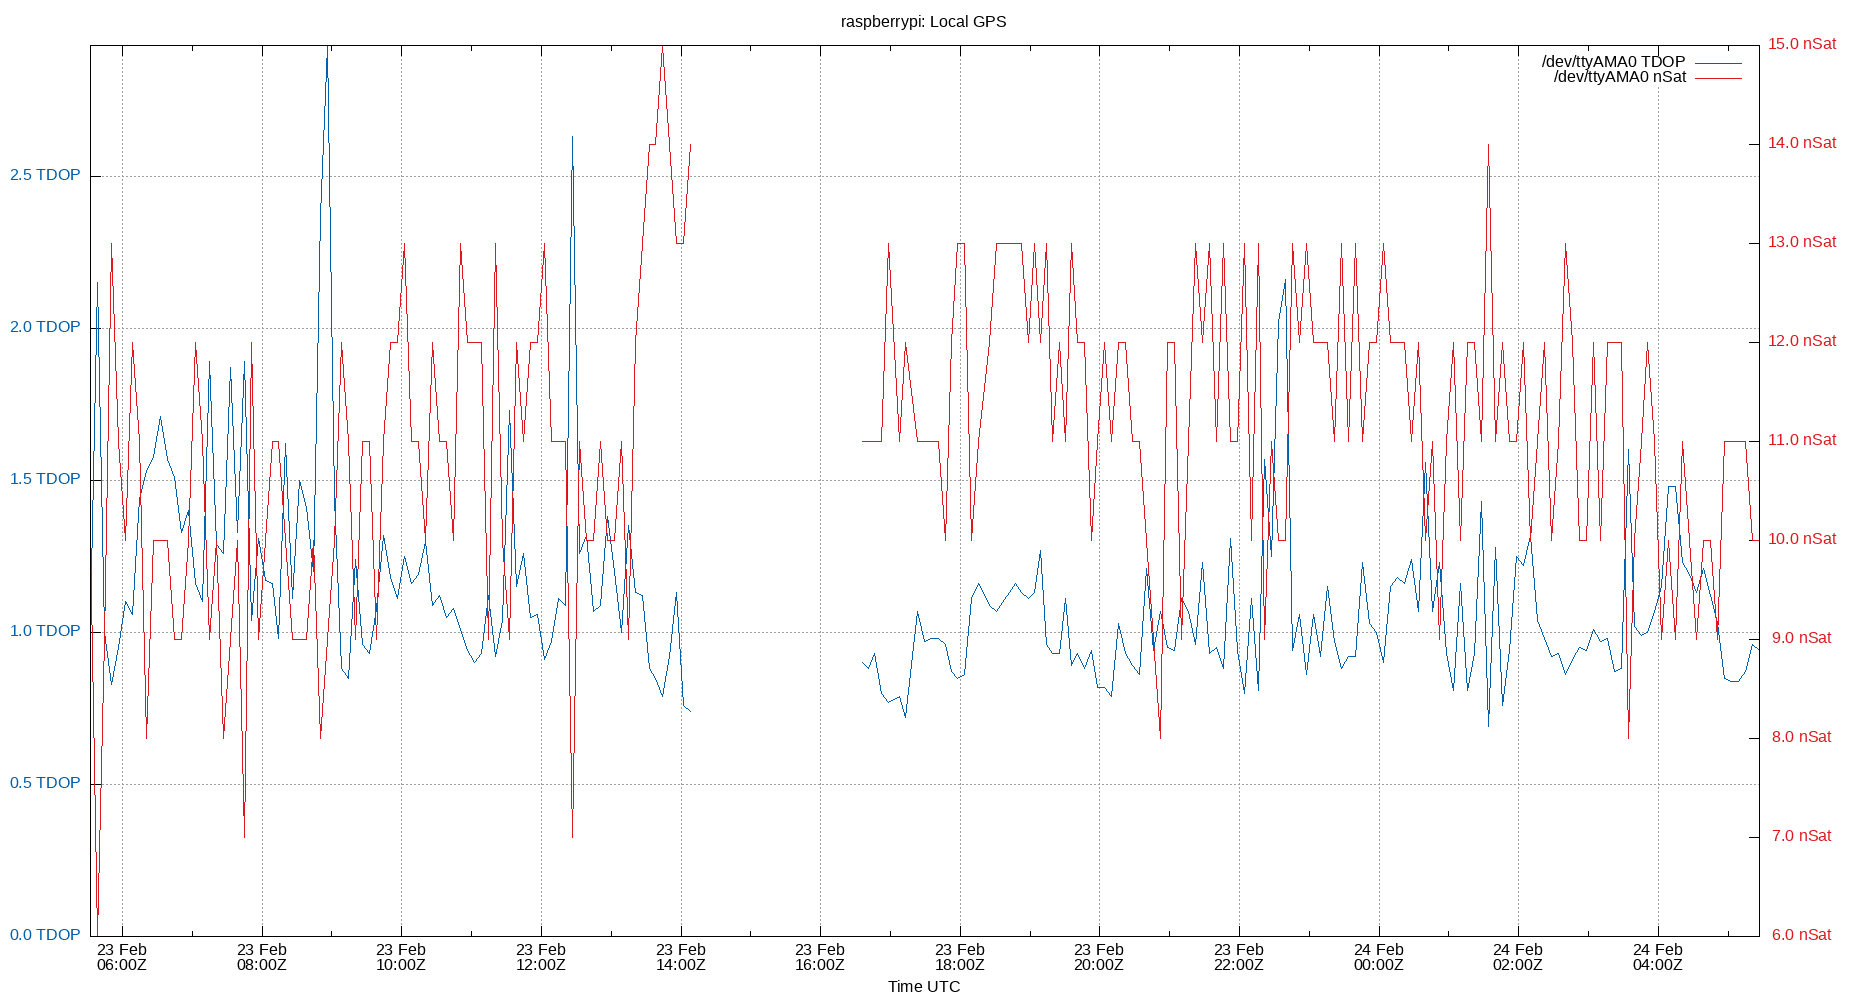 raspberrypi: Local GPS
/dev/ttyAMA0 TDOP
/dev/ttyAMA0 nSat
2.5 TDOP
2.0 TDOP
1.5 TDOP
1.0 TDOP
0.5 TDOP
0.0 TDOP
15.0 nSat
14.0 nSat
13.0 nSat
12.0 nSat
11.0 nSat
10.0 nSat
9.0 nSat
8.0 nSat
7.0 nSat
6.0 nSat
23 Feb
06:00Z
23 Feb
08:00Z
23 Feb
10:00Z
23 Feb
12:00Z
23 Feb
14:00Z
23 Feb
16:00Z
23 Feb
18:00Z
23 Feb
20:00Z
23 Feb
22:00Z
24 Feb
00:00Z
24 Feb
02:00Z
24 Feb
04:00Z
Time UTC